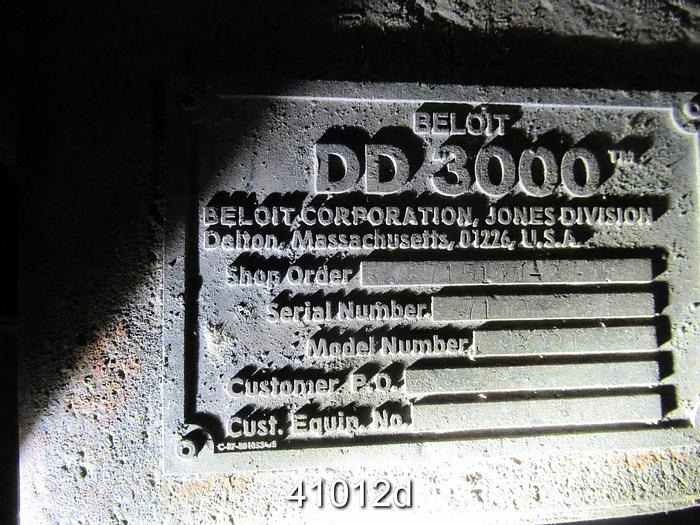 BELOIT
DD 3000™
BELOIT CORPORATION, JONES DIVISION
Dalton, Massachusetts, 01226, U.S.A.
Shop Order
Serial Number
Model Number
Customer P.O.
Cust. Equip. No.
41012d